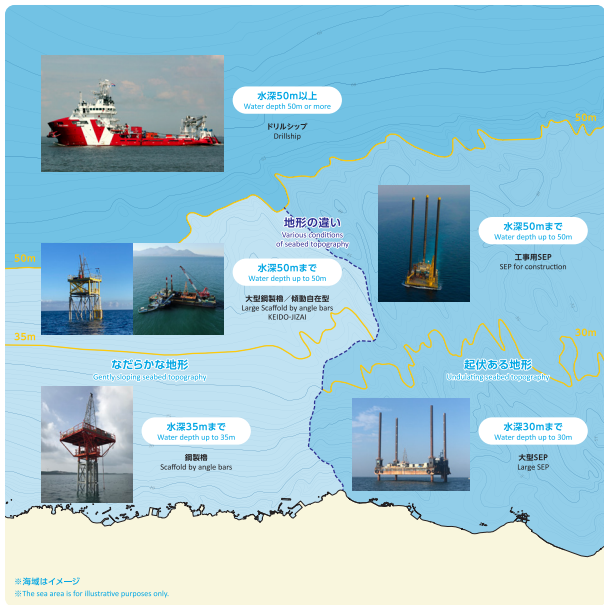 水深50m以上
Water depth 50m or more
ドリルシップ
Drillship
50m
地形の違い
Various conditions
of seabed topography
水深50mまで
Water depth up to 50m
工事用SEP
SEP for construction
50m
水深50mまで
Water depth up to 50m
大型鋼製櫓／傾動自在型
Large Scaffold by angle bars
KEIDO-JIZAI
35m
なだらかな地形
Gently sloping seabed topography
起伏ある地形
Undulating seabed topography
水深35mまで
Water depth up to 35m
鋼製櫓
Scaffold by angle bars
水深30mまで
Water depth up to 30m
大型SEP
Large SEP
※海域はイメージ
※The sea area is for illustrative purposes only.